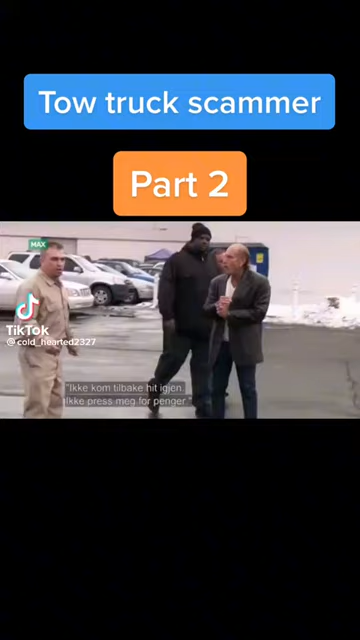 Tow truck scammer
Part 2
MAX
TikTok
@cold_hearted2327
"Ikke kom tilbake hit igjen.
Ikke press meg for penger."